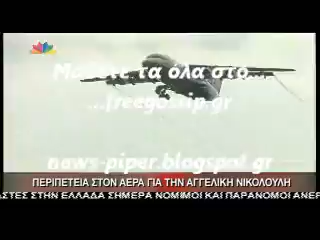 Μάθετε τα όλα στο...
...freegossip.gr
news-piper.blogspot.gr
ΠΕΡΙΠΕΤΕΙΑ ΣΤΟΝ ΑΕΡΑ ΓΙΑ ΤΗΝ ΑΓΓΕΛΙΚΗ ΝΙΚΟΛΟΥΛΗ
ΣΤΕΣ ΣΤΗΝ ΕΛΛΑΔΑ ΣΗΜΕΡΑ ΝΟΜΙΜΟΙ ΚΑΙ ΠΑΡΑΝΟΜΟΙ